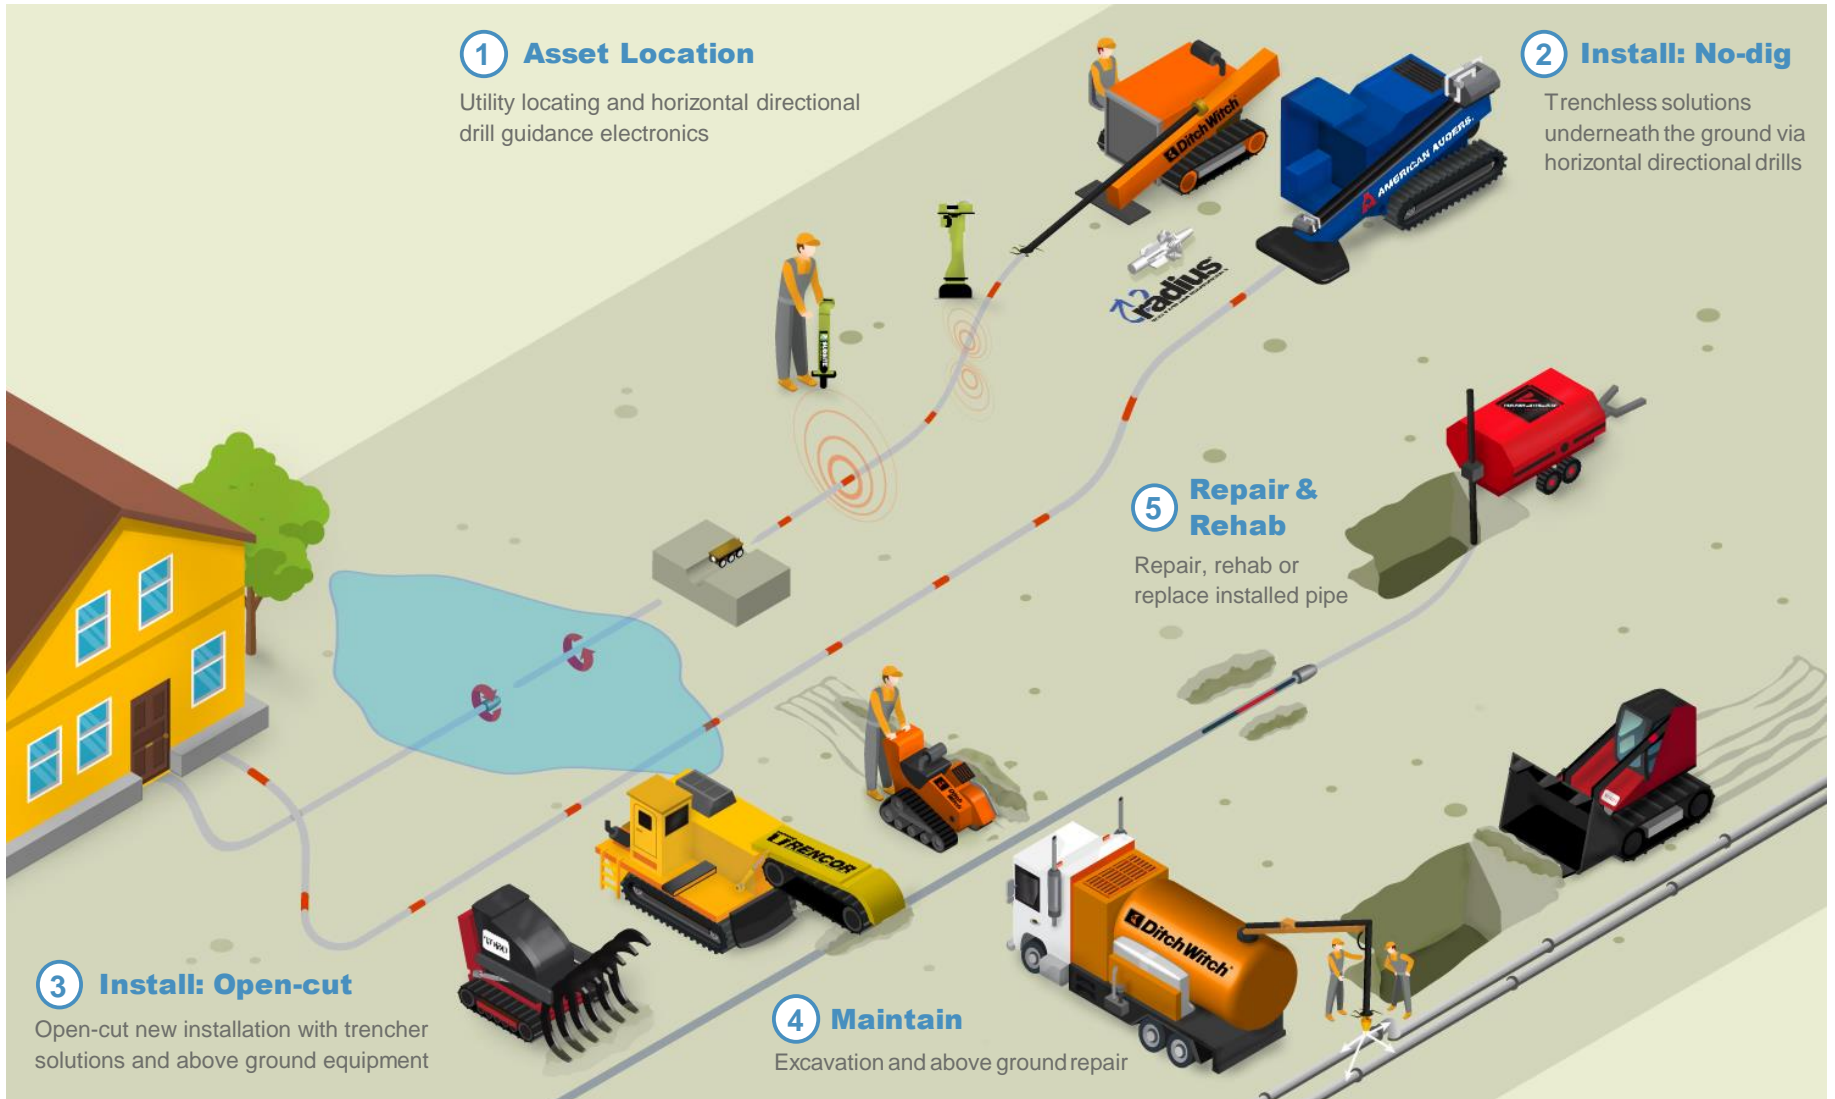 1 Asset Location
Utility locating and horizontal directional
drill guidance electronics
2 Install: No-dig
Trenchless solutions
underneath the ground via
horizontal directional drills
DitchWitch
AMERICAN AUGERS
radius
5 Repair &
Rehab
Repair, rehab or
replace installed pipe
TRENCOR
TORO
DitchWitch
3 Install: Open-cut
Open-cut new installation with trencher
solutions and above ground equipment
4 Maintain
Excavation and above ground repair